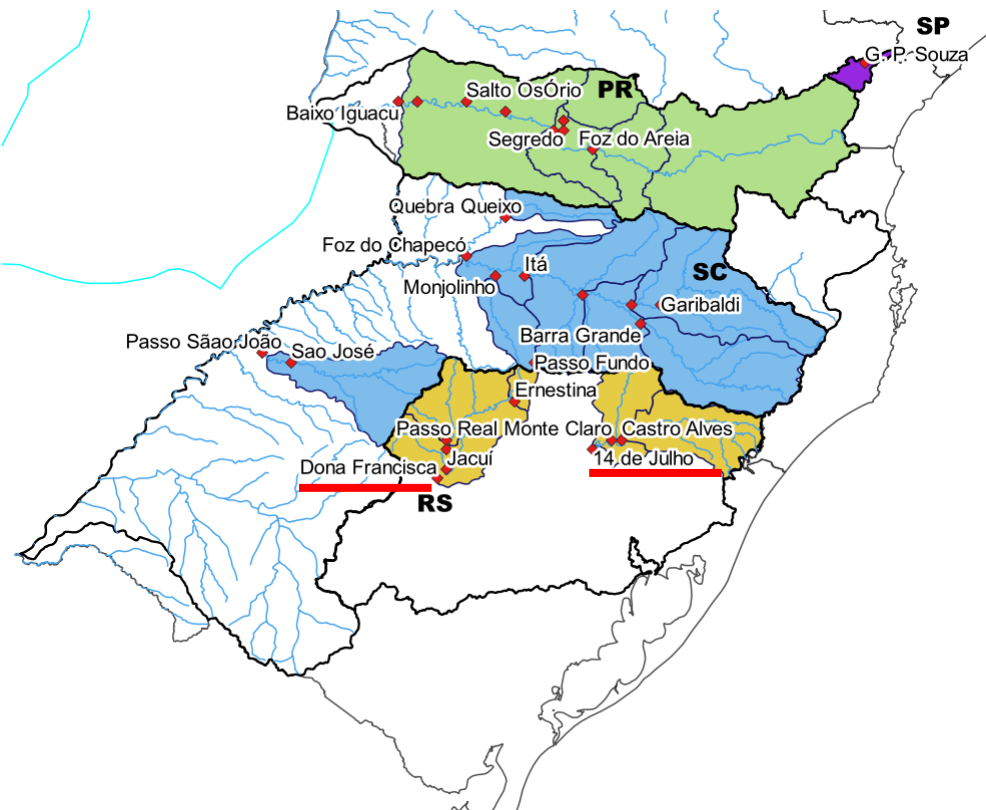 SP
G. P. Souza
Salto OsÓrio
PR
Baixo Iguacu
Segredo
Foz do Areia
Quebra Queixo
Foz do Chapecó
Itá
SC
Monjolinho
Garibaldi
Barra Grande
Passo Sãao João
Sao José
Passo Fundo
Ernestina
Passo Real
Monte Claro
Castro Alves
Dona Francisca
Jacuí
14 de Julho
RS